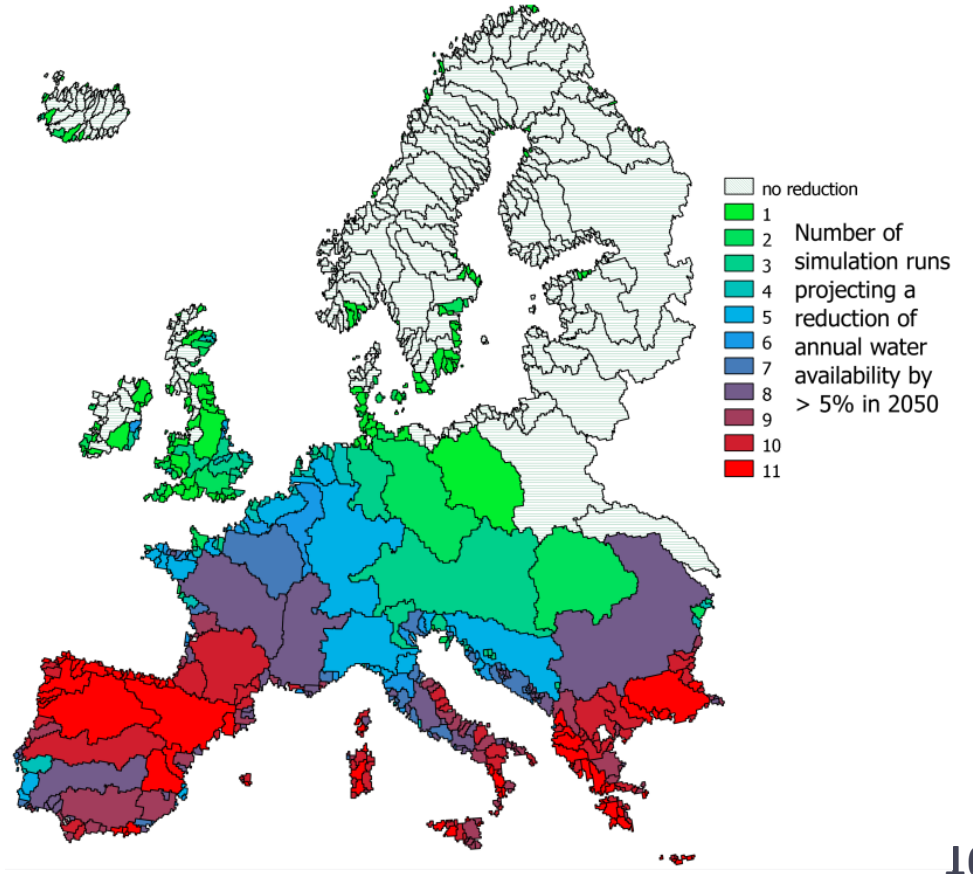 no reduction
1
2
3
4
5
6
7
8
9
10
11
Number of
simulation runs
projecting a
reduction of
annual water
availability by
> 5% in 2050